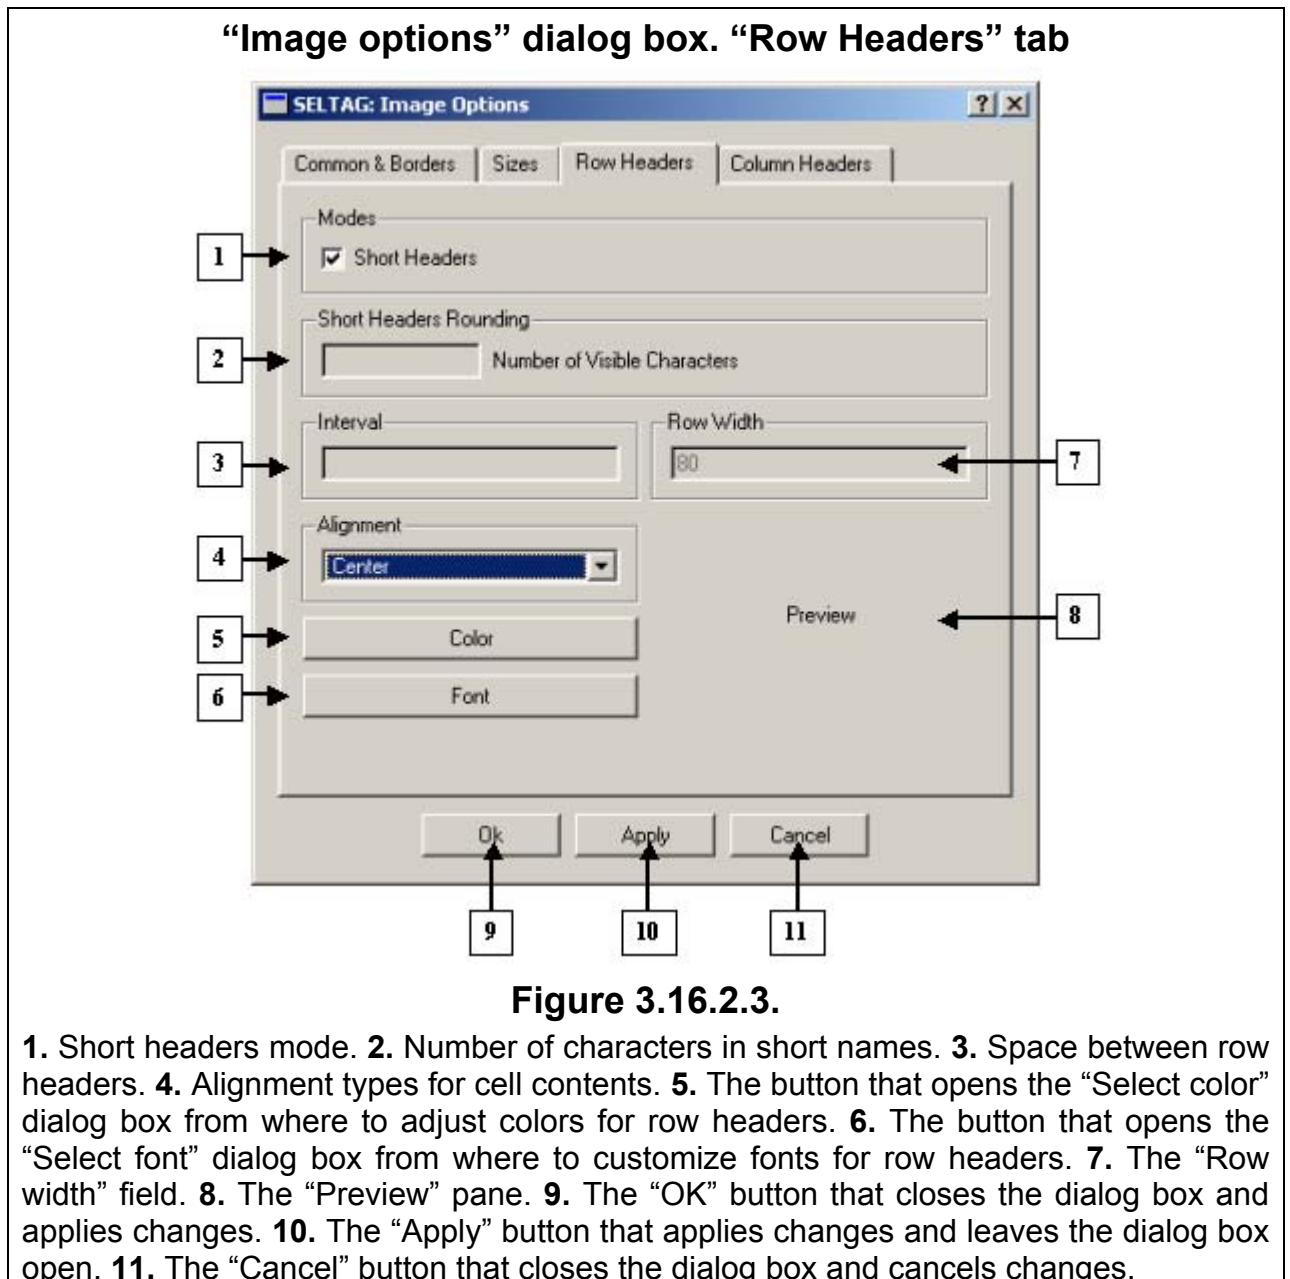 “Image options” dialog box. “Row Headers” tab
SELTAG: Image Options
Common & Borders Sizes Row Headers Column Headers
Modes
1 Short Headers
Short Headers Rounding
2 Number of Visible Characters
Interval Row Width
3 80 7
Alignment
4 Center
Preview 8
5 Color
6 Font
Ok Apply Cancel
9 10 11
Figure 3.16.2.3.
1. Short headers mode. 2. Number of characters in short names. 3. Space between row
headers. 4. Alignment types for cell contents. 5. The button that opens the “Select color”
dialog box from where to adjust colors for row headers. 6. The button that opens the
“Select font” dialog box from where to customize fonts for row headers. 7. The “Row
width” field. 8. The “Preview” pane. 9. The “OK” button that closes the dialog box and
applies changes. 10. The “Apply” button that applies changes and leaves the dialog box
open. 11. The “Cancel” button that closes the dialog box and cancels changes.